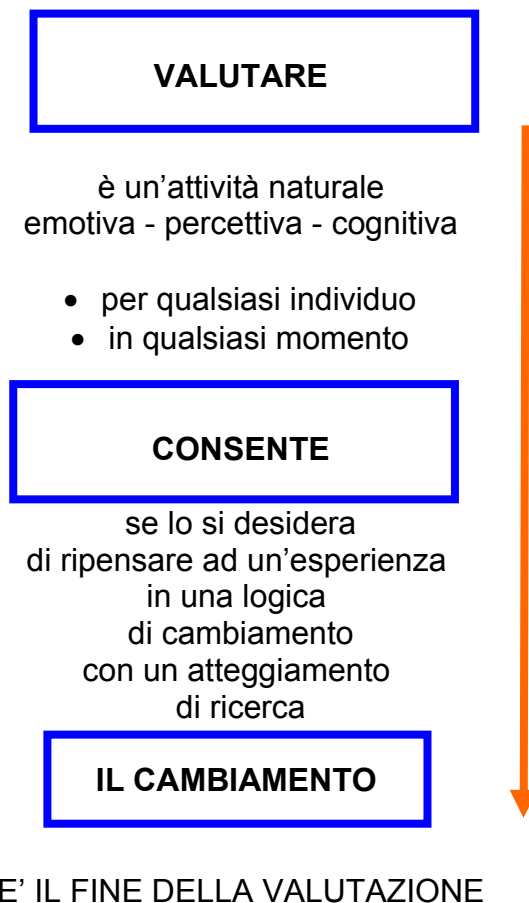 VALUTARE
è un’attività naturale
emotiva - percettiva - cognitiva
• per qualsiasi individuo
• in qualsiasi momento
CONSENTE
se lo si desidera
di ripensare ad un’esperienza
in una logica
di cambiamento
con un atteggiamento
di ricerca
IL CAMBIAMENTO
E’ IL FINE DELLA VALUTAZIONE